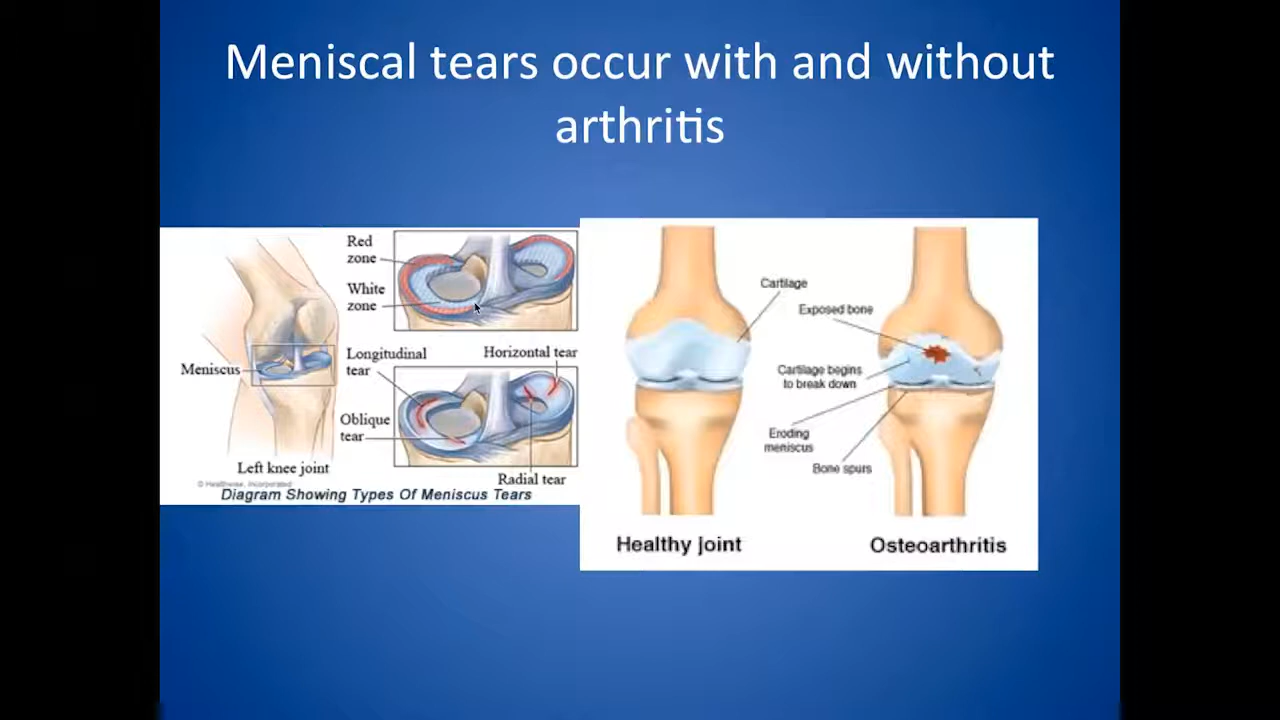 Meniscal tears occur with and without
arthritis
Red
zone
White
zone
Meniscus
Longitudinal
tear
Horizontal tear
Oblique
tear
Radial tear
Left knee joint
© Healthwise, Incorporated
Diagram Showing Types Of Meniscus Tears
Cartilage
Exposed bone
Cartilage begins
to break down
Eroding
meniscus
Bone spurs
Healthy joint
Osteoarthritis